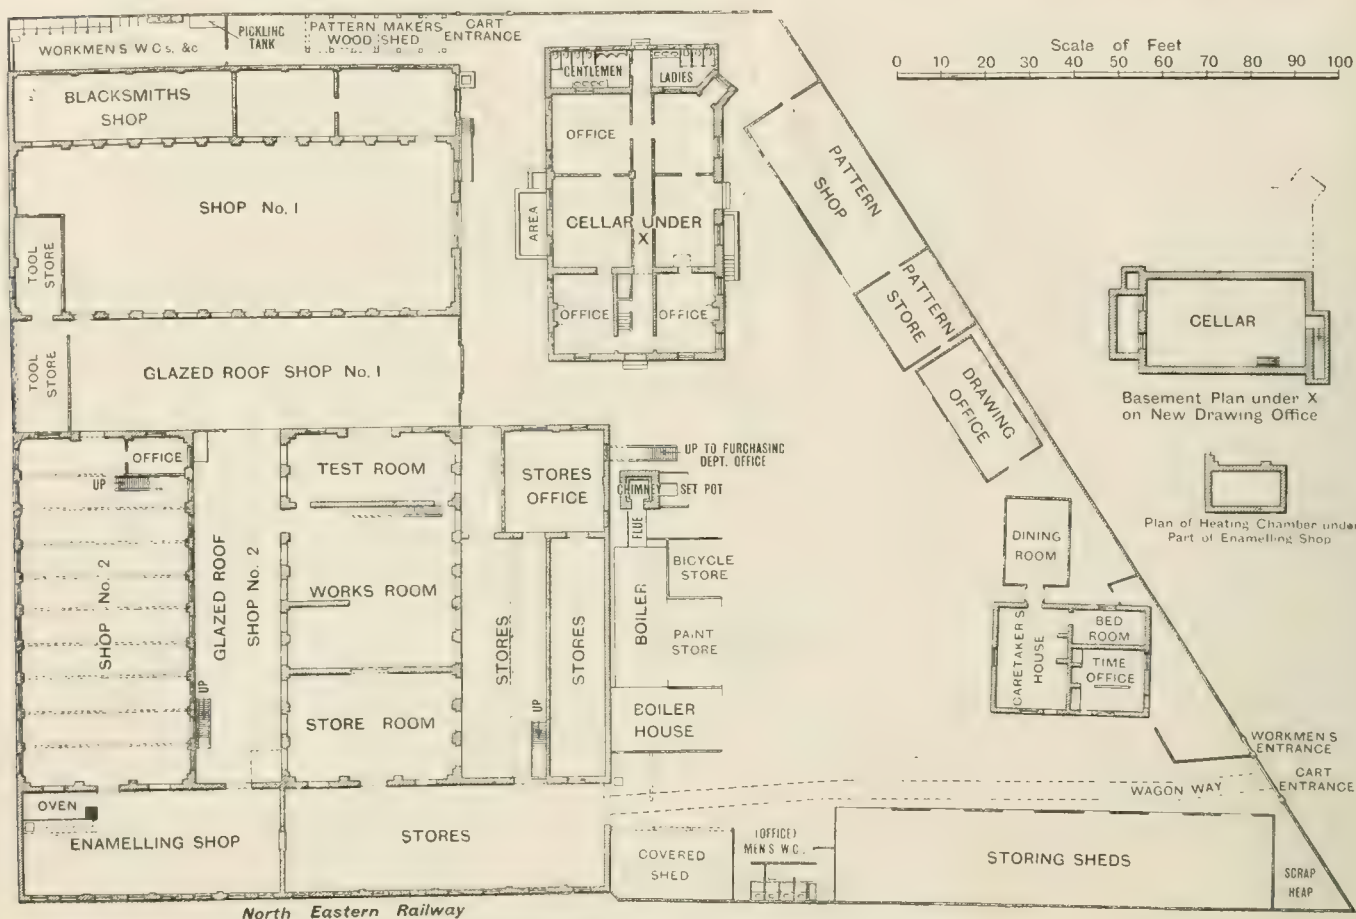 WORKMENS W.C.s, &c
PICKLING
TANK
PATTERN MAKERS
WOOD SHED
CART
ENTRANCE
Scale of Feet
0 10 20 30 40 50 60 70 80 90 100
BLACKSMITHS
SHOP
GENTLEMEN
LADIES
OFFICE
SHOP No. 1
TOOL
STORE
AREA
CELLAR UNDER
X
OFFICE
OFFICE
PATTERN
SHOP
PATTERN
STORE
DRAWING
OFFICE
CELLAR
Basement Plan under X
on New Drawing Office
TOOL
STORE
GLAZED ROOF SHOP No. 1
OFFICE
UP
SHOP No. 2
GLAZED ROOF
SHOP No. 2
UP
TEST ROOM
WORKS ROOM
STORE ROOM
STORES
OFFICE
STORES
STORES
UP
UP TO PURCHASING
DEPT. OFFICE
CHIMNEY
SET POT
FLUE
BICYCLE
STORE
BOILER
PAINT
STORE
BOILER
HOUSE
Plan of Heating Chamber under
Part of Enamelling Shop
DINING
ROOM
CARETAKERS
HOUSE
BED
ROOM
TIME
OFFICE
WORKMENS
ENTRANCE
CART
ENTRANCE
WAGON WAY
OVEN
ENAMELLING SHOP
STORES
COVERED
SHED
(OFFICE)
MENS W.C.
STORING SHEDS
SCRAP
HEAP
North Eastern Railway